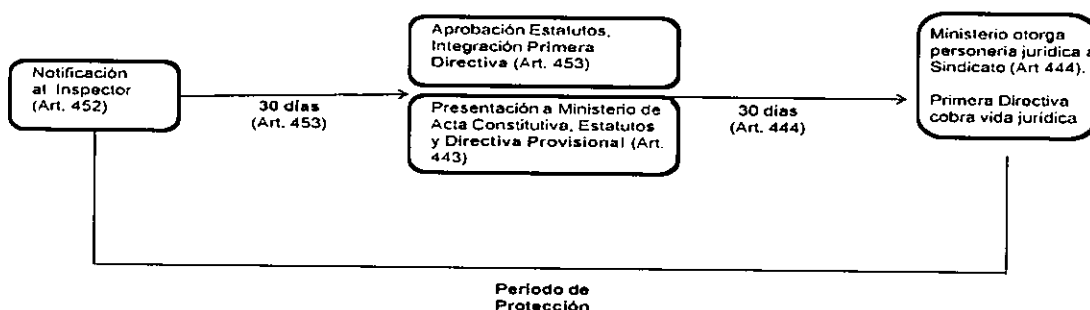 Notificación
al Inspector
(Art. 452)
30 días
(Art. 453)
Aprobación Estatutos,
Integración Primera
Directiva (Art. 453)
Presentación a Ministerio de
Acta Constitutiva, Estatutos
y Directiva Provisional (Art.
443)
30 días
(Art. 444)
Ministerio otorga
personería jurídica a
Sindicato (Art 444).
Primera Directiva
cobra vida jurídica
Período de
Protección